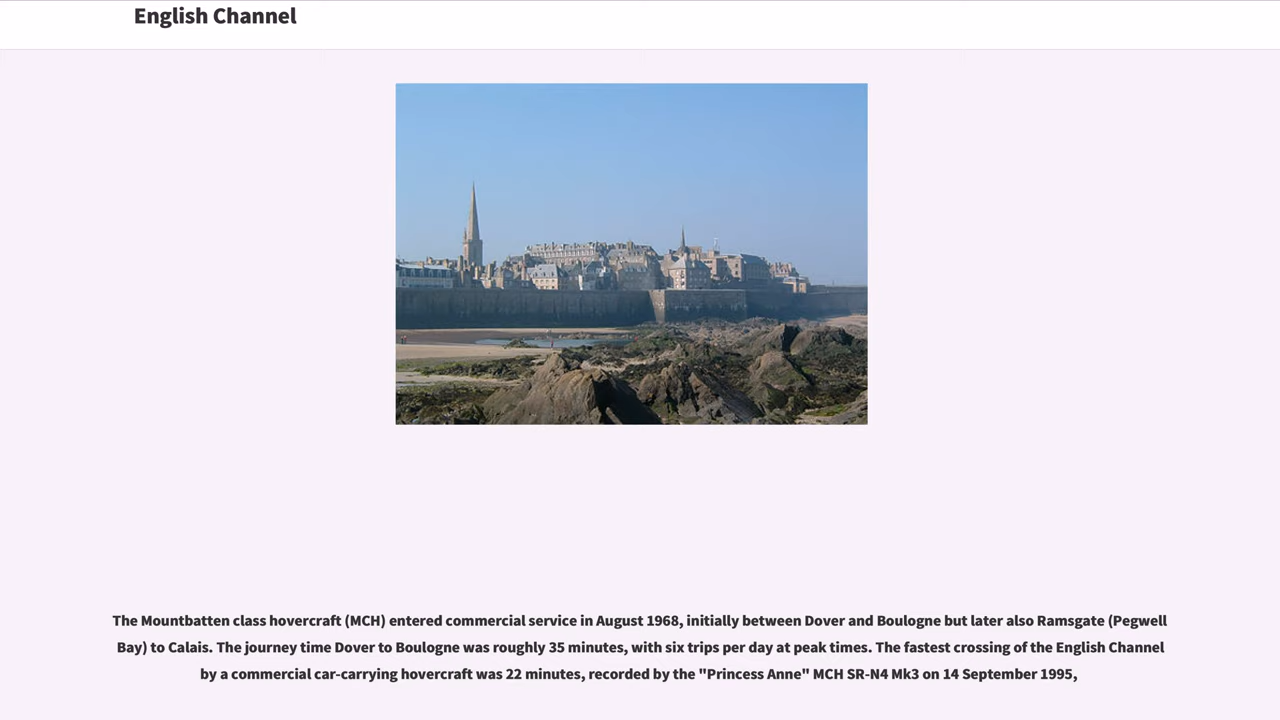 English Channel
The Mountbatten class hovercraft (MCH) entered commercial service in August 1968, initially between Dover and Boulogne but later also Ramsgate (Pegwell
Bay) to Calais. The journey time Dover to Boulogne was roughly 35 minutes, with six trips per day at peak times. The fastest crossing of the English Channel
by a commercial car-carrying hovercraft was 22 minutes, recorded by the "Princess Anne" MCH SR-N4 Mk3 on 14 September 1995,